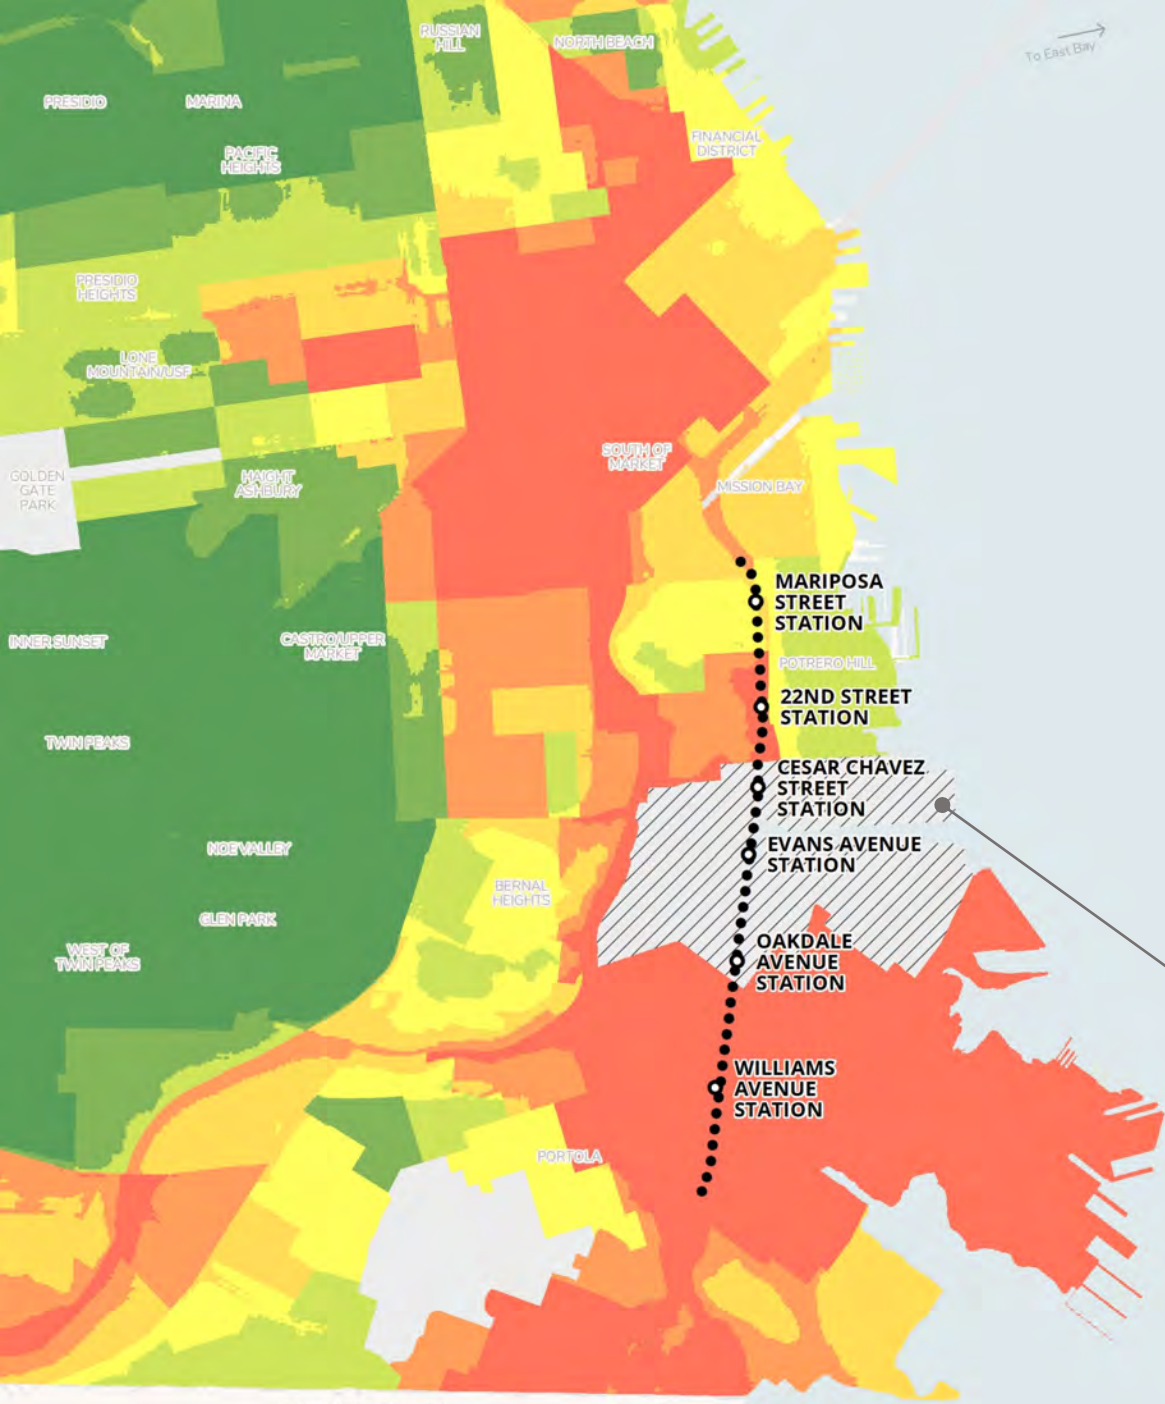 RUSSIAN
HILL
NORTH BEACH
To East Bay
PRESIDIO
MARINA
FINANCIAL
DISTRICT
PACIFIC
HEIGHTS
PRESIDIO
HEIGHTS
LONE
MOUNTAIN/USF
SOUTH OF
MARKET
GOLDEN
GATE
PARK
HAIGHT
ASHBURY
MISSION BAY
MARIPOSA
STREET
STATION
INNER SUNSET
CASTRO/UPPER
MARKET
POTRERO HILL
22ND STREET
STATION
TWIN PEAKS
CESAR CHAVEZ
STREET
STATION
NOE VALLEY
EVANS AVENUE
STATION
BERNAL
HEIGHTS
GLEN PARK
WEST OF
TWIN PEAKS
OAKDALE
AVENUE
STATION
WILLIAMS
AVENUE
STATION
PORTOLA